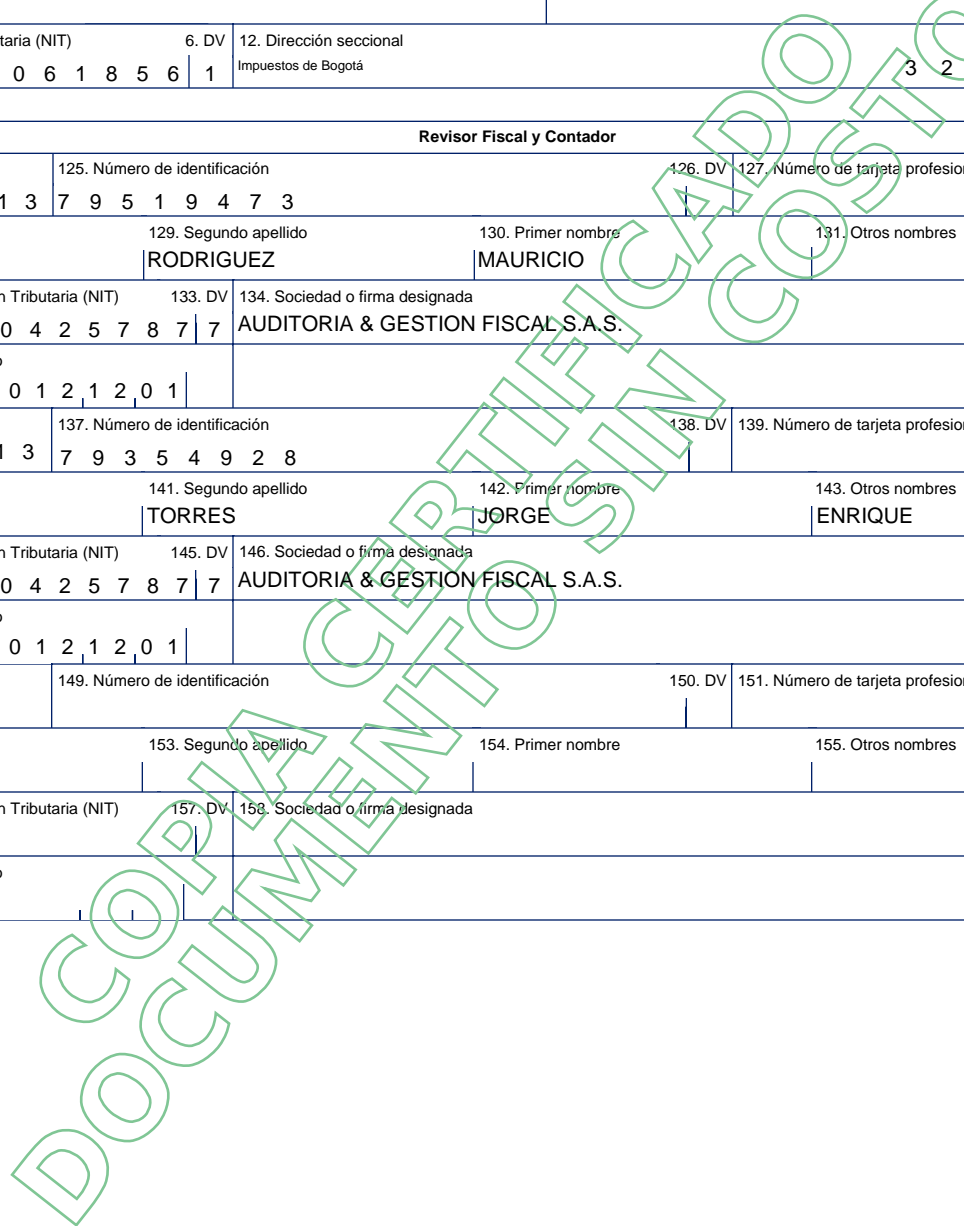 taria (NIT) 6. DV 12. Dirección seccional
0 6 1 8 5 6 1 Impuestos de Bogotá 3 2
Revisor Fiscal y Contador
125. Número de identificación 126. DV 127. Número de tarjeta profesion
1 3 7 9 5 1 9 4 7 3
129. Segundo apellido 130. Primer nombre 131. Otros nombres
RODRIGUEZ MAURICIO
n Tributaria (NIT) 133. DV 134. Sociedad o firma designada
0 4 2 5 7 8 7 7 AUDITORIA & GESTION FISCAL S.A.S.
o
0 1 2 1 2 0 1
137. Número de identificación 138. DV 139. Número de tarjeta profesion
1 3 7 9 3 5 4 9 2 8
141. Segundo apellido 142. Primer nombre 143. Otros nombres
TORRES JORGE ENRIQUE
n Tributaria (NIT) 145. DV 146. Sociedad o firma designada
0 4 2 5 7 8 7 7 AUDITORIA & GESTION FISCAL S.A.S.
o
0 1 2 1 2 0 1
149. Número de identificación 150. DV 151. Número de tarjeta profesion
153. Segundo apellido 154. Primer nombre 155. Otros nombres
n Tributaria (NIT) 157. DV 158. Sociedad o firma designada
o
COPIA CERTIFICADO
DOCUMENTO SIN COSTO